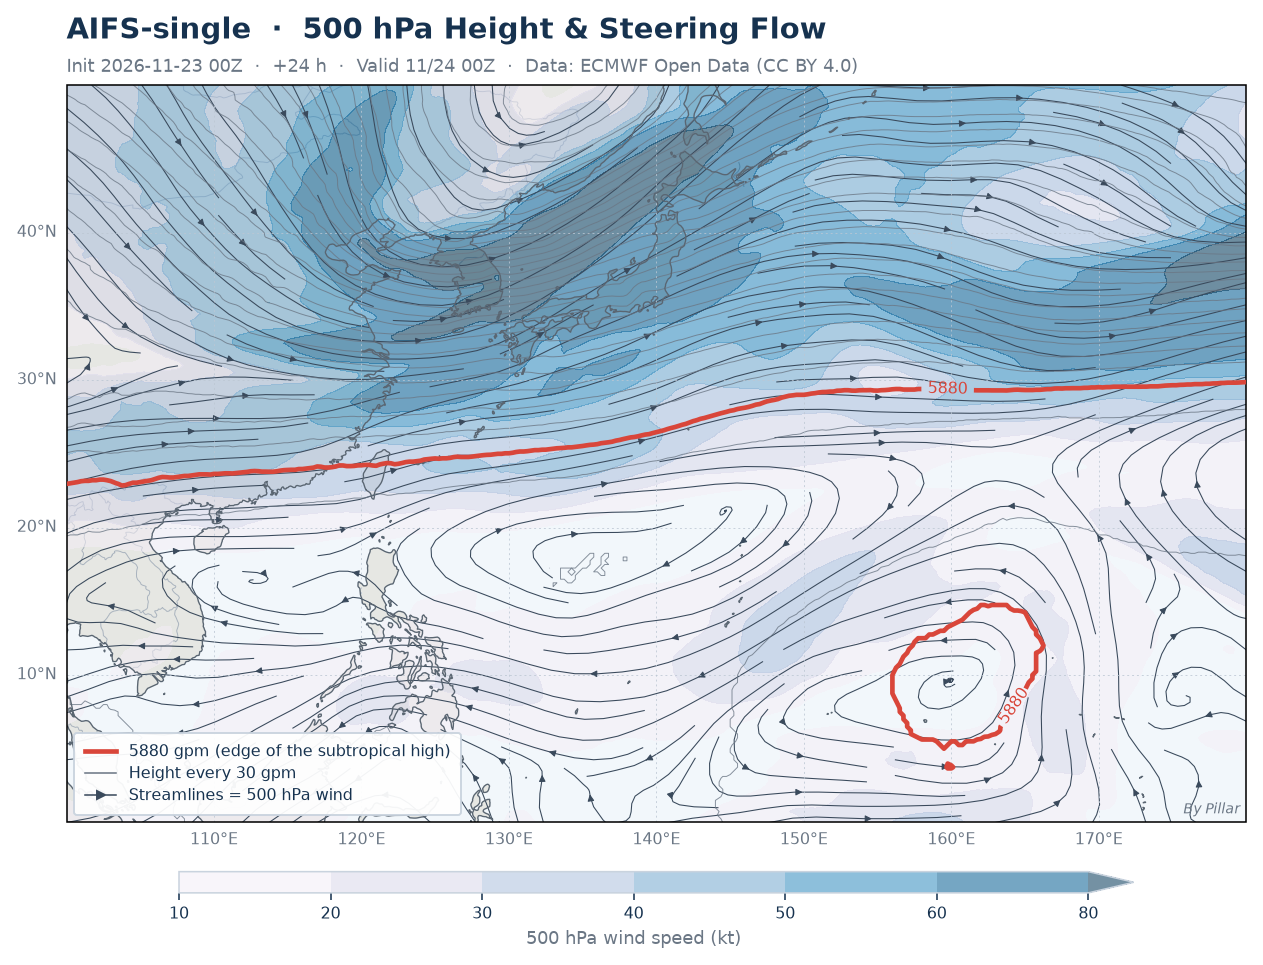 AIFS-single · 500 hPa Height & Steering Flow
Init 2026-11-23 00Z · +24 h · Valid 11/24 00Z · Data: ECMWF Open Data (CC BY 4.0)
40°N
30°N
20°N
10°N
5880
5880
5880 gpm (edge of the subtropical high)
Height every 30 gpm
Streamlines = 500 hPa wind
By Pillar
110°E 120°E 130°E 140°E 150°E 160°E 170°E
10 20 30 40 50 60 80
500 hPa wind speed (kt)